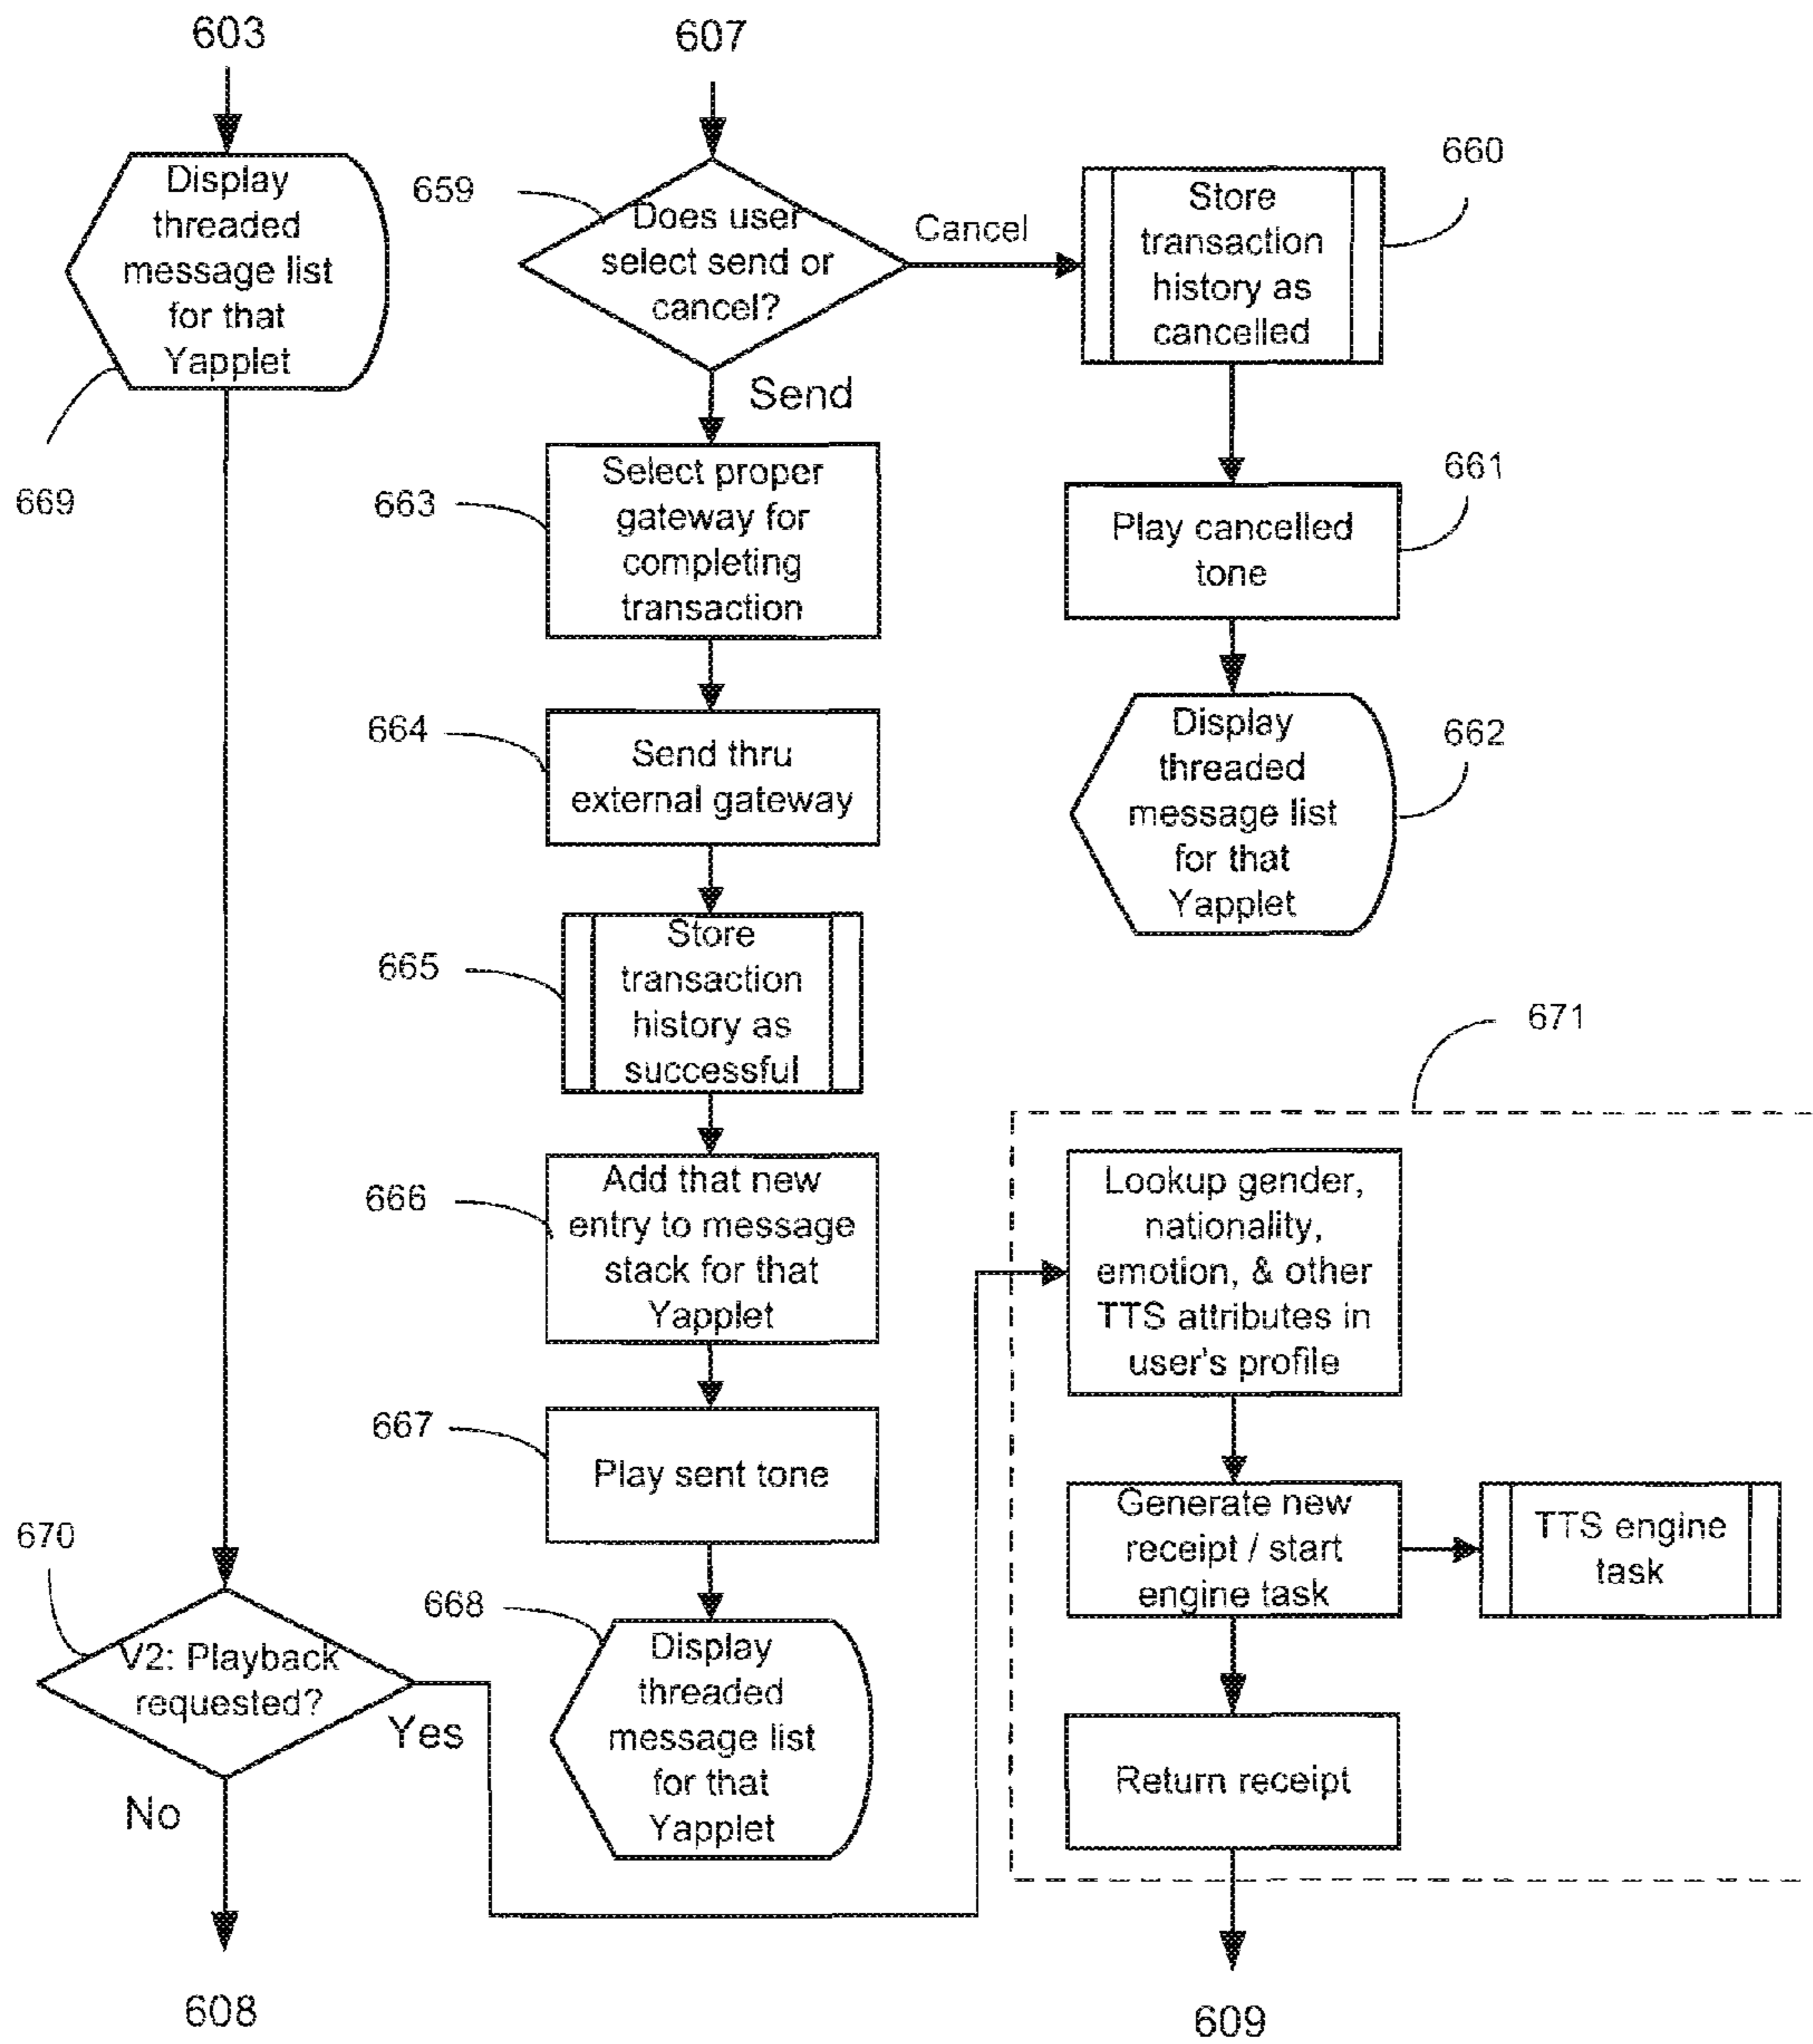 603
Display
threaded
message list
for that
Yapplet
669
607
659
Does user
select send or
cancel?
Cancel
Send
660
Store
transaction
history as
cancelled
661
Play cancelled
tone
662
Display
threaded
message list
for that
Yapplet
663
Select proper
gateway for
completing
transaction
664
Send thru
external gateway
665
Store
transaction
history as
successful
666
Add that new
entry to message
stack for that
Yapplet
667
Play sent tone
668
Display
threaded
message list
for that
Yapplet
670
V2: Playback
requested?
Yes
No
608
671
Lookup gender,
nationality,
emotion, & other
TTS attributes in
user's profile
Generate new
receipt / start
engine task
TTS engine
task
Return receipt
609